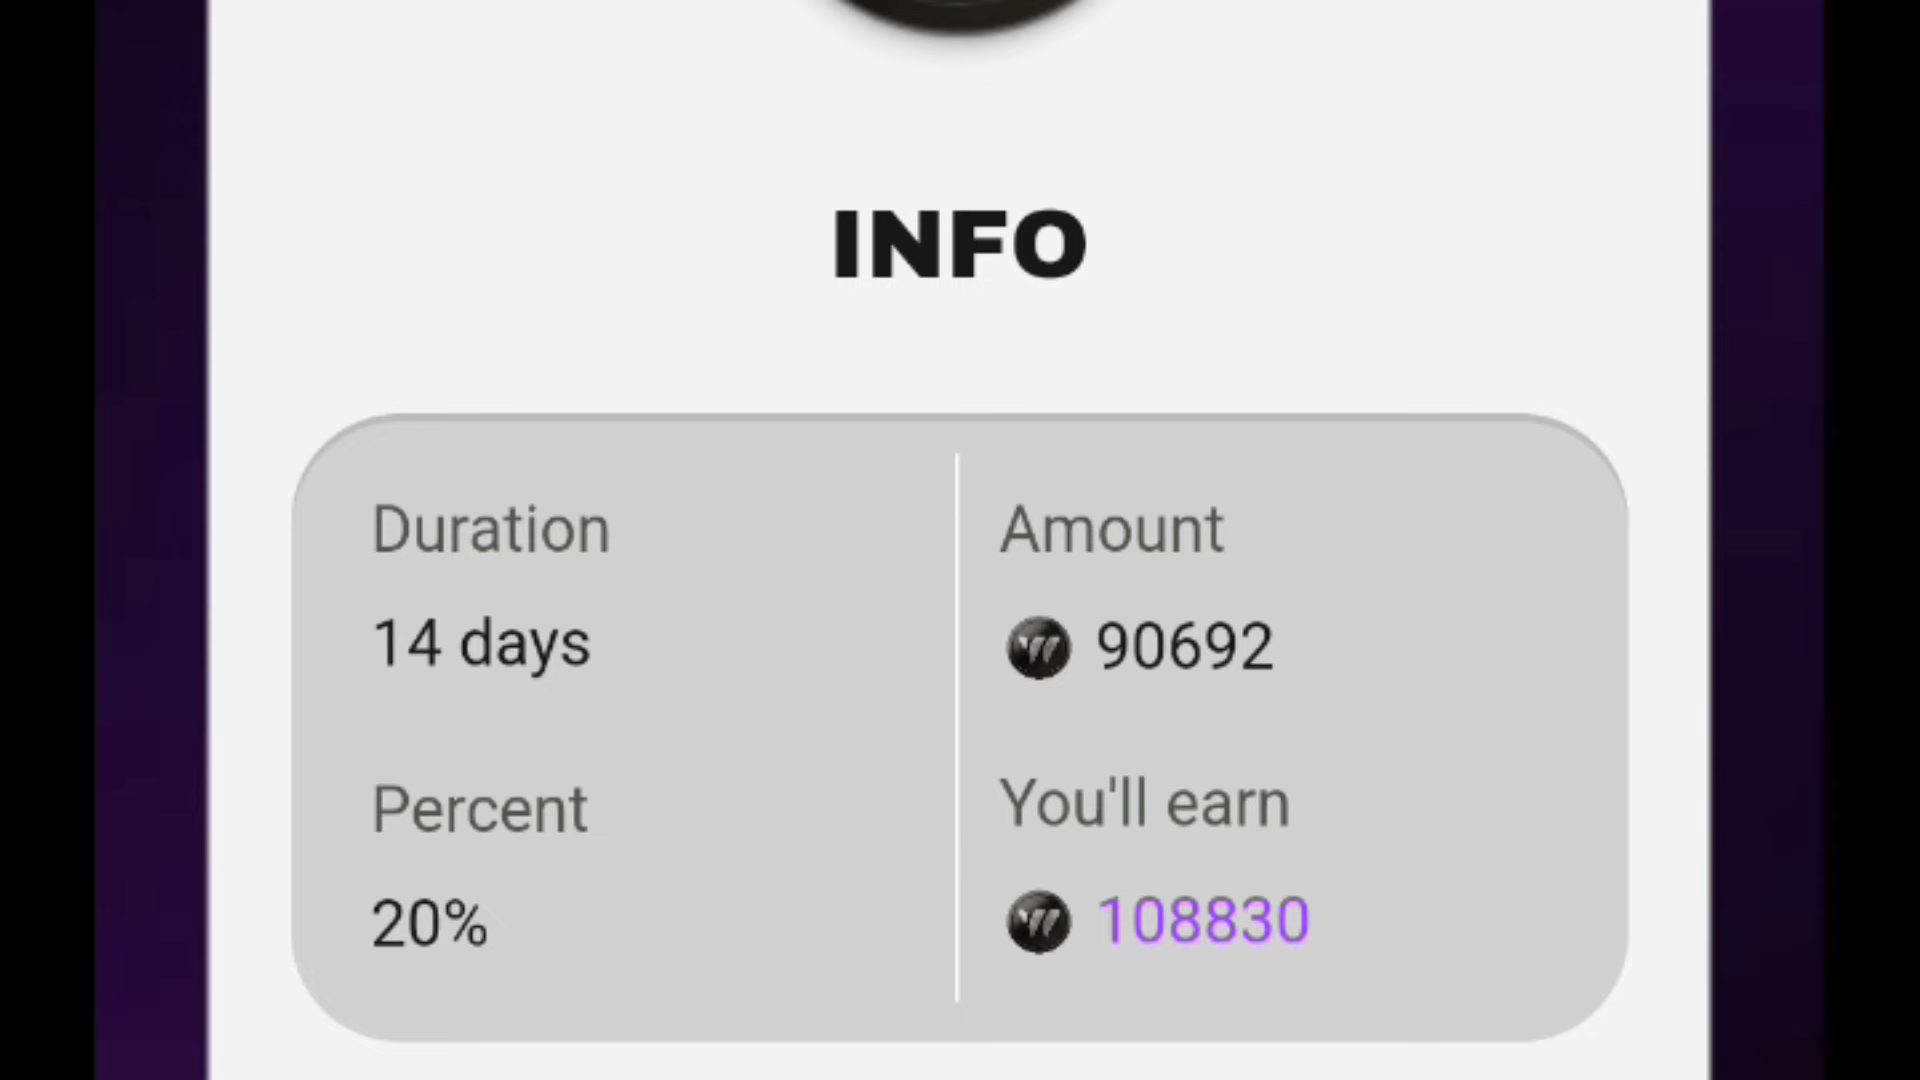 INFO
Duration
14 days
Percent
20%
Amount
90692
You'll earn
108830